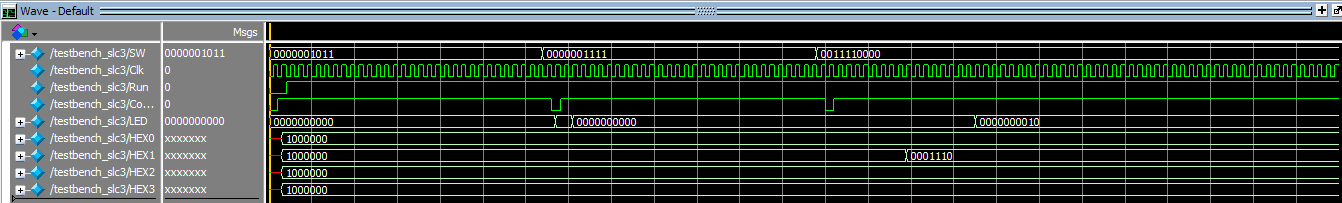 Wave - Default
Msgs
/testbench_slc3/SW 0000001011 0000001011 0000001111 0011110000
/testbench_slc3/Clk 0
/testbench_slc3/Run 0
/testbench_slc3/Co... 0
/testbench_slc3/LED 0000000000 0000000000 0000000000 0000000010
/testbench_slc3/HEX0 xxxxxxx 1000000
/testbench_slc3/HEX1 xxxxxxx 1000000 0001110
/testbench_slc3/HEX2 xxxxxxx 1000000
/testbench_slc3/HEX3 xxxxxxx 1000000